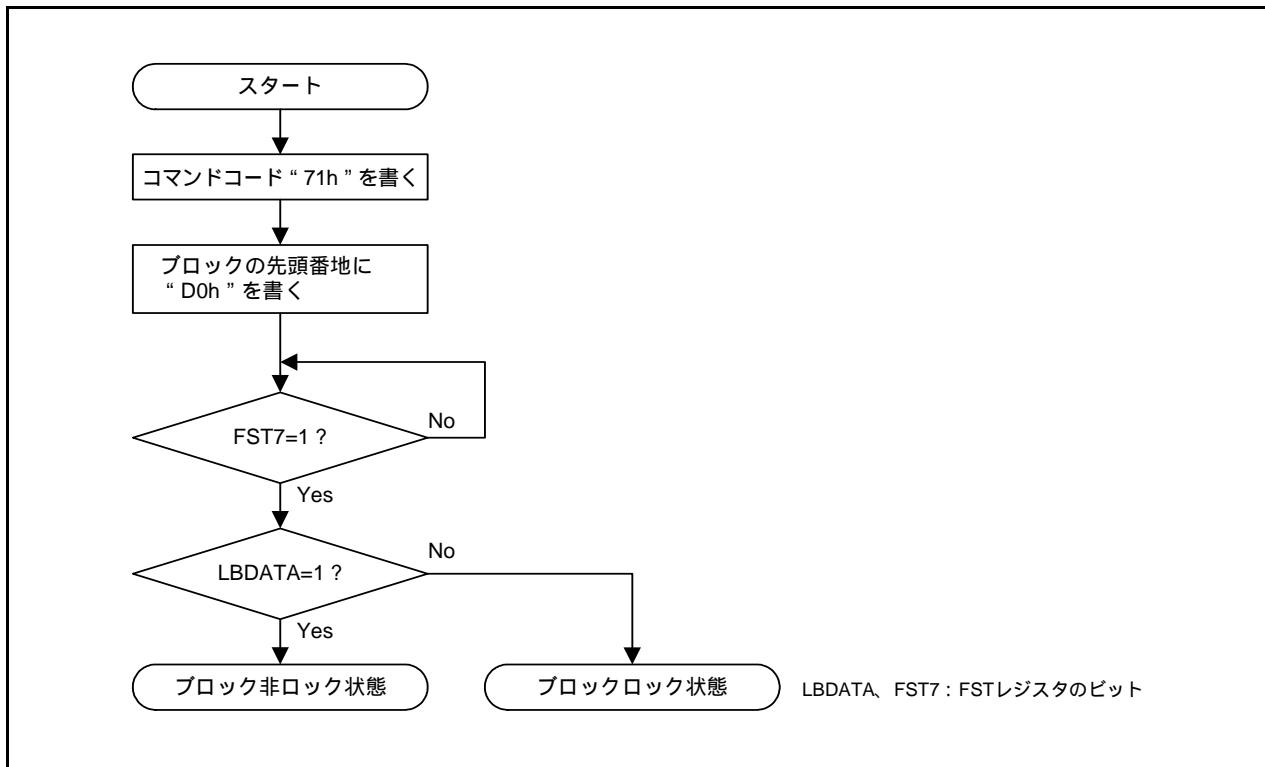 スタート
コマンドコード“71h”を書く
ブロックの先頭番地に
“D0h”を書く
FST7=1？
No
Yes
LBDATA=1？
No
Yes
ブロック非ロック状態
ブロックロック状態
LBDATA、FST7：FSTレジスタのビット